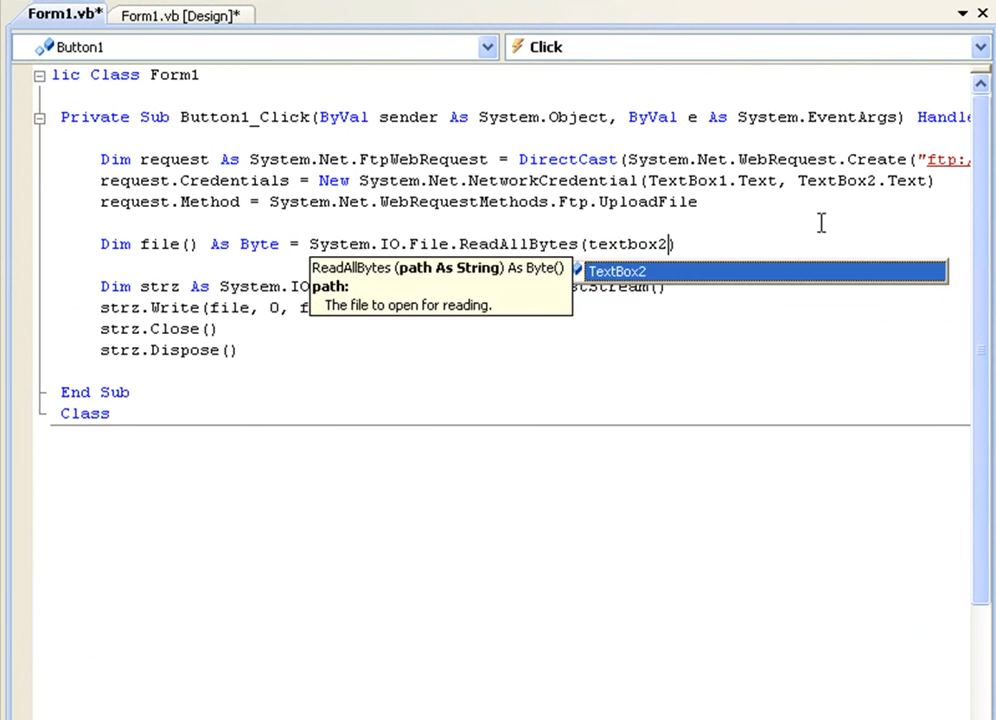 Form1.vb* Form1.vb [Design]*
Button1 Click
lic Class Form1
Private Sub Button1_Click(ByVal sender As System.Object, ByVal e As System.EventArgs) Handle
Dim request As System.Net.FtpWebRequest = DirectCast(System.Net.WebRequest.Create("ftp:/
request.Credentials = New System.Net.NetworkCredential(TextBox1.Text, TextBox2.Text)
request.Method = System.Net.WebRequestMethods.Ftp.UploadFile
Dim file() As Byte = System.IO.File.ReadAllBytes(textbox2)
ReadAllBytes (path As String) As Byte() TextBox2
path:
The file to open for reading.
Dim strz As System.IO
strz.Write(file, 0, f
strz.Close()
strz.Dispose()
End Sub
Class